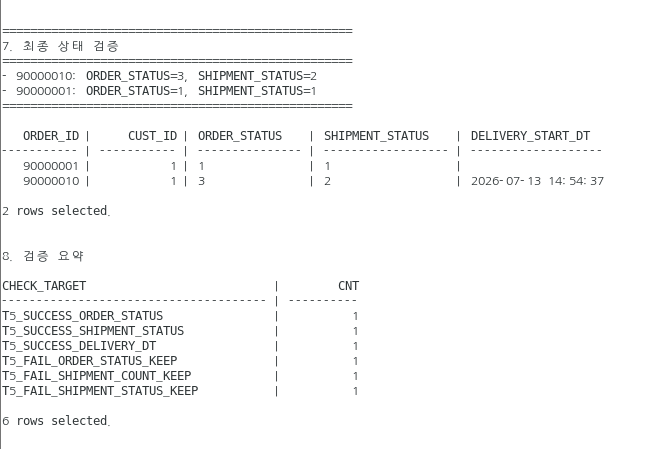 ==================================================
7. 최종 상태 검증
==================================================
- 90000010: ORDER_STATUS=3, SHIPMENT_STATUS=2
- 90000001: ORDER_STATUS=1, SHIPMENT_STATUS=1
==================================================
ORDER_ID | CUST_ID | ORDER_STATUS | SHIPMENT_STATUS | DELIVERY_START_DT
----------- | ----------- | --------------- | ------------------ | -------------------
90000001 | 1 | 1 | 1 |
90000010 | 1 | 3 | 2 | 2026-07-13 14:54:37
2 rows selected.
8. 검증 요약
CHECK_TARGET | CNT
-------------------------------------- | ----------
T5_SUCCESS_ORDER_STATUS | 1
T5_SUCCESS_SHIPMENT_STATUS | 1
T5_SUCCESS_DELIVERY_DT | 1
T5_FAIL_ORDER_STATUS_KEEP | 1
T5_FAIL_SHIPMENT_COUNT_KEEP | 1
T5_FAIL_SHIPMENT_STATUS_KEEP | 1
6 rows selected.